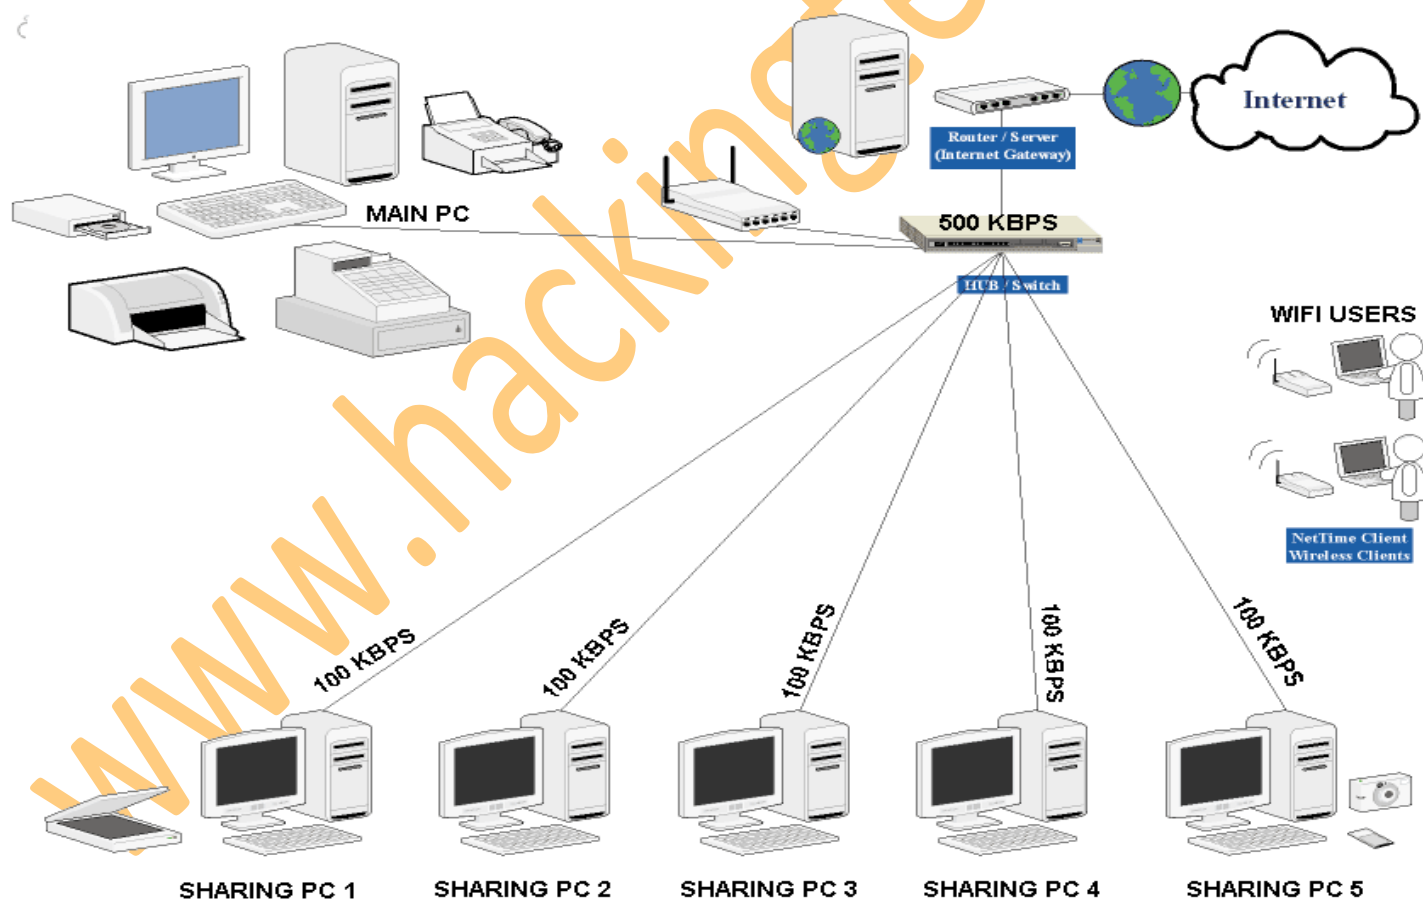 Internet
Router / Server
(Internet Gateway)
MAIN PC
500 KBPS
HUB / Switch
WIFI USERS
NetTime Client
Wireless Clients
100 KBPS
100 KBPS
100 KBPS
100 KBPS
100 KBPS
SHARING PC 1
SHARING PC 2
SHARING PC 3
SHARING PC 4
SHARING PC 5
www.hacking